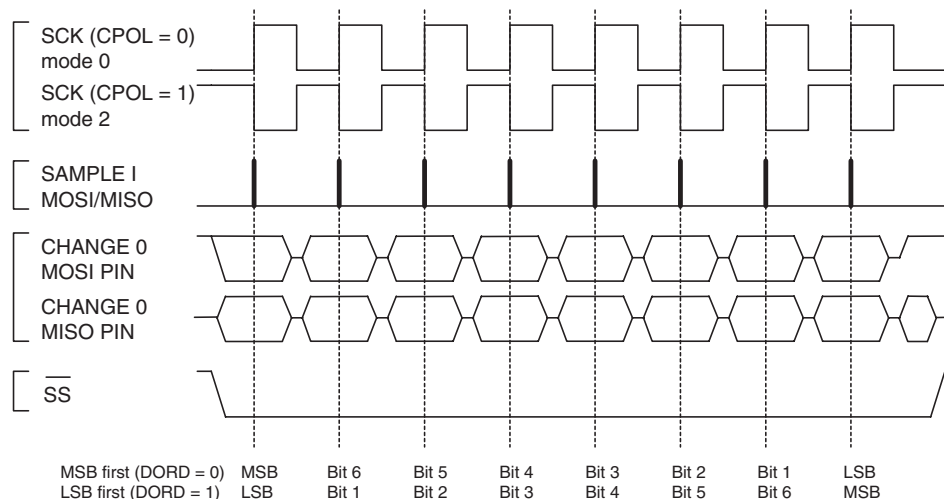 SCK (CPOL = 0)
mode 0
SCK (CPOL = 1)
mode 2
SAMPLE I
MOSI/MISO
CHANGE 0
MOSI PIN
CHANGE 0
MISO PIN
SS
MSB first (DORD = 0) MSB Bit 6 Bit 5 Bit 4 Bit 3 Bit 2 Bit 1 LSB
LSB first (DORD = 1) LSB Bit 1 Bit 2 Bit 3 Bit 4 Bit 5 Bit 6 MSB